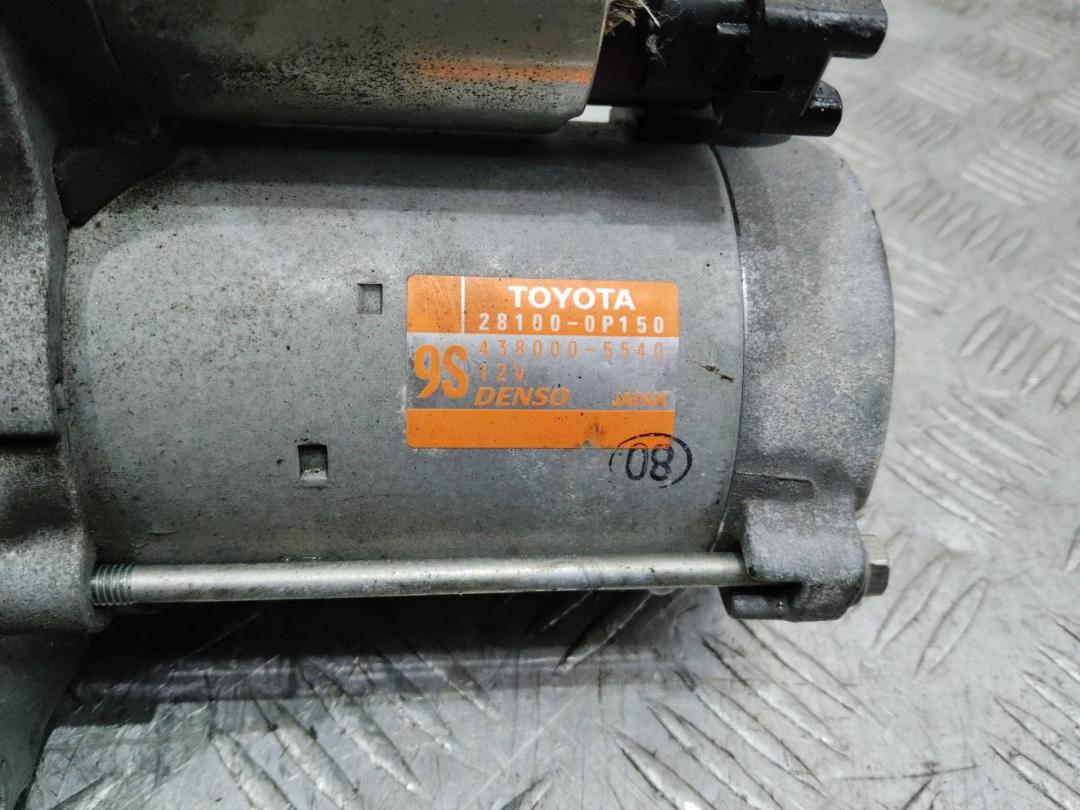 TOYOTA
28100-0P150
438000-5540
9S
12V
DENSO JAPAN
08